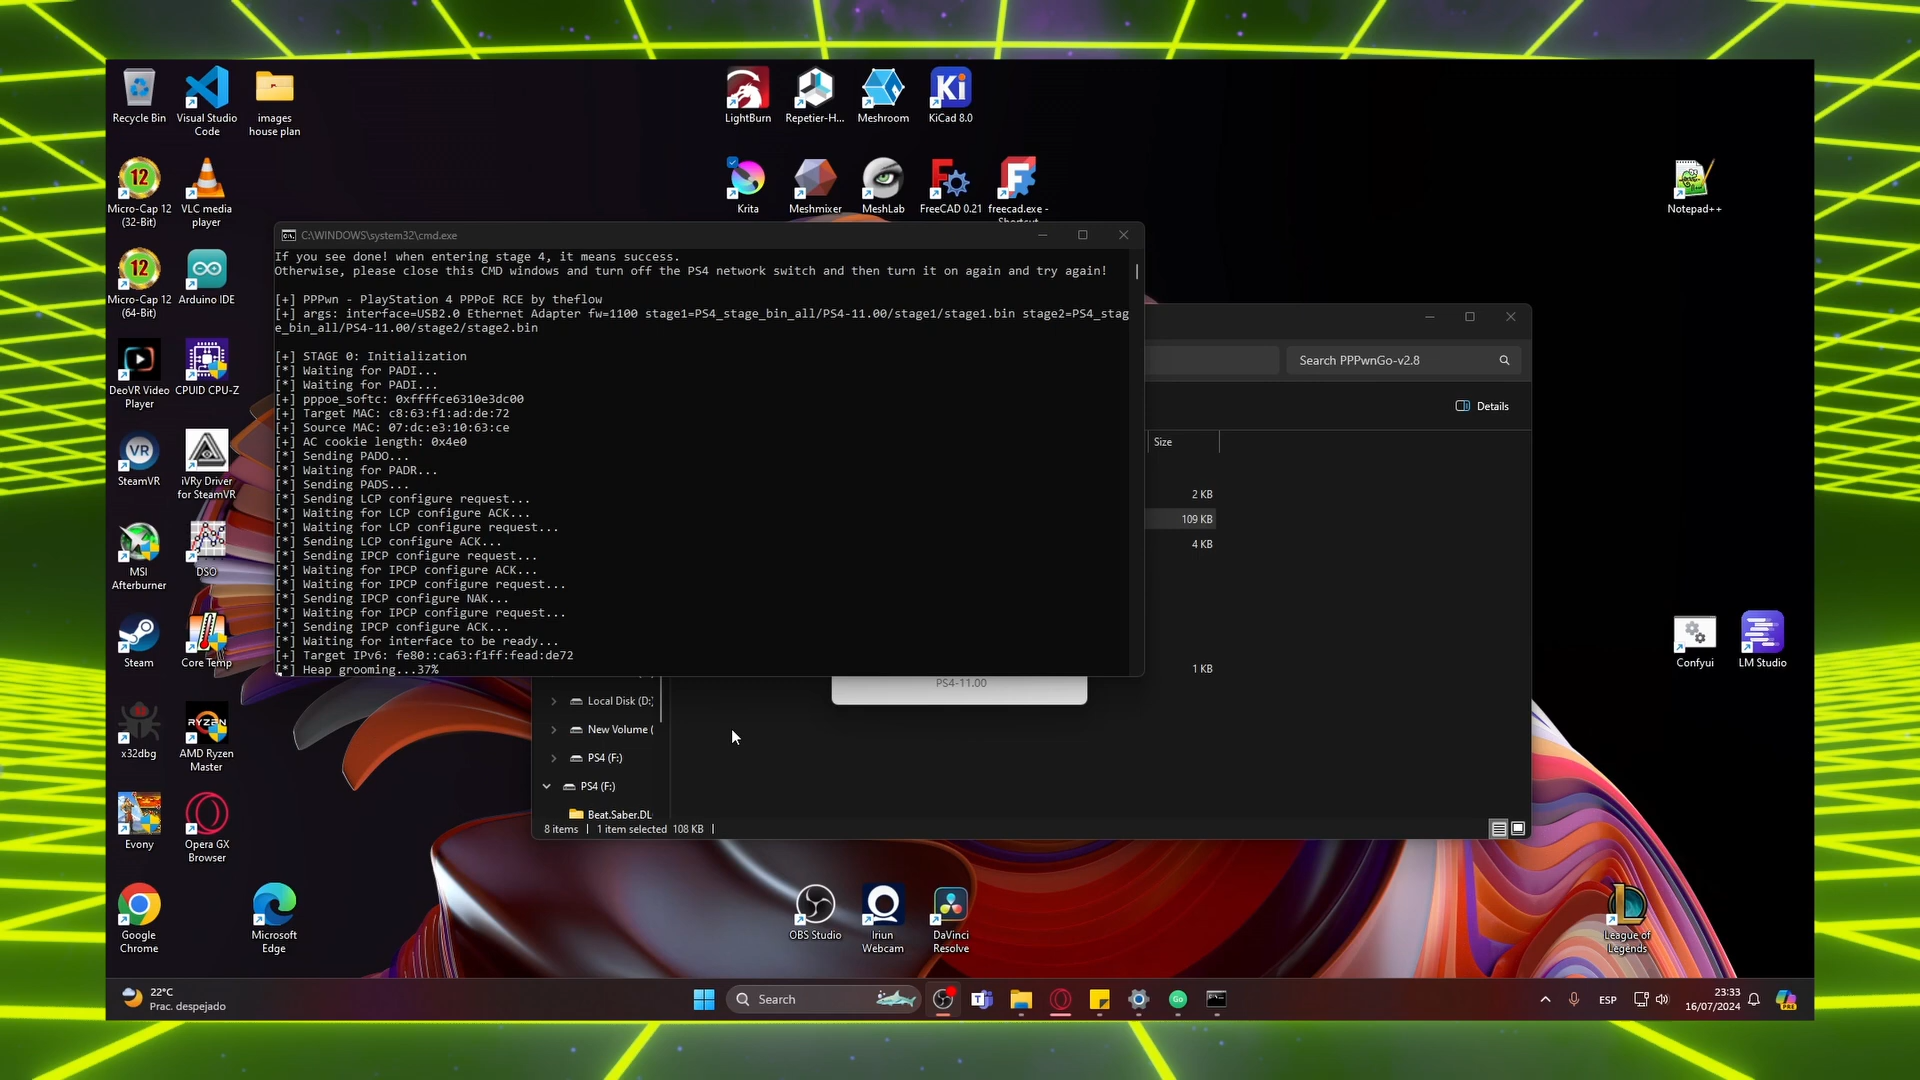 Recycle Bin
Visual Studio Code
images house plan
LightBurn
Repetier-H...
Meshroom
Ki
KiCad 8.0
12
Micro-Cap 12 (32-Bit)
VLC media player
Krita
Meshmixer
MeshLab
FreeCAD 0.21
freecad.exe - Shortcut
Notepad++
C:\WINDOWS\system32\cmd.exe
If you see done! when entering stage 4, it means success.
Otherwise, please close this CMD windows and turn off the PS4 network switch and then turn it on again and try again!
[+] PPPwn - PlayStation 4 PPPoE RCE by theflow
[+] args: interface=USB2.0 Ethernet Adapter fw=1100 stage1=PS4_stage_bin_all/PS4-11.00/stage1/stage1.bin stage2=PS4_stag
e_bin_all/PS4-11.00/stage2/stage2.bin
[+] STAGE 0: Initialization
[*] Waiting for PADI...
[*] Waiting for PADI...
[+] pppoe_softc: 0xffffce6310e3dc00
[+] Target MAC: c8:63:f1:ad:de:72
[+] Source MAC: 07:dc:e3:10:63:ce
[+] AC cookie length: 0x4e0
[*] Sending PADO...
[*] Waiting for PADR...
[*] Sending PADS...
[*] Sending LCP configure request...
[*] Waiting for LCP configure ACK...
[*] Waiting for LCP configure request...
[*] Sending LCP configure ACK...
[*] Sending IPCP configure request...
[*] Waiting for IPCP configure ACK...
[*] Waiting for IPCP configure request...
[*] Sending IPCP configure NAK...
[*] Waiting for IPCP configure request...
[*] Sending IPCP configure ACK...
[*] Waiting for interface to be ready...
[+] Target IPv6: fe80::ca63:f1ff:fead:de72
[*] Heap grooming...37%
12
Micro-Cap 12 (64-Bit)
Arduino IDE
DeoVR Video Player
CPUID CPU-Z
VR
SteamVR
iVRy Driver for SteamVR
MSI Afterburner
DSO
Steam
Core Temp
x32dbg
RYZEN
AMD Ryzen Master
Evony
Opera GX Browser
Google Chrome
Microsoft Edge
Search PPPwnGo-v2.8
Details
Size
2 KB
109 KB
4 KB
1 KB
PS4-11.00
Local Disk (D:)
New Volume (
PS4 (F:)
PS4 (F:)
Beat.Saber.DL
8 items
1 item selected 108 KB
Confyui
LM Studio
OBS Studio
Iriun Webcam
DaVinci Resolve
League of Legends
22°C
Prac. despejado
Search
Go
ESP
23:33
16/07/2024
PRE